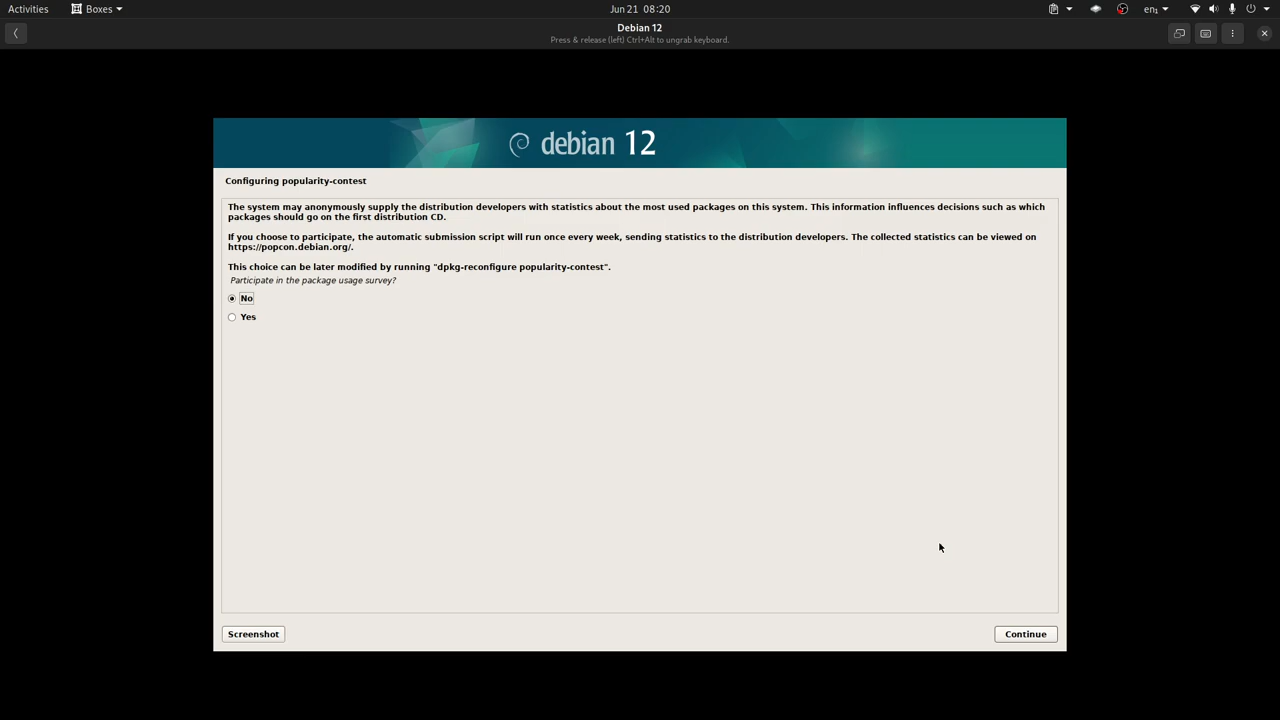 Activities Boxes Jun 21 08:20 en₁
Debian 12
Press & release (left) Ctrl+Alt to ungrab keyboard.
debian 12
Configuring popularity-contest
The system may anonymously supply the distribution developers with statistics about the most used packages on this system. This information influences decisions such as which
packages should go on the first distribution CD.
If you choose to participate, the automatic submission script will run once every week, sending statistics to the distribution developers. The collected statistics can be viewed on
https://popcon.debian.org/.
This choice can be later modified by running "dpkg-reconfigure popularity-contest".
Participate in the package usage survey?
No
Yes
Screenshot Continue